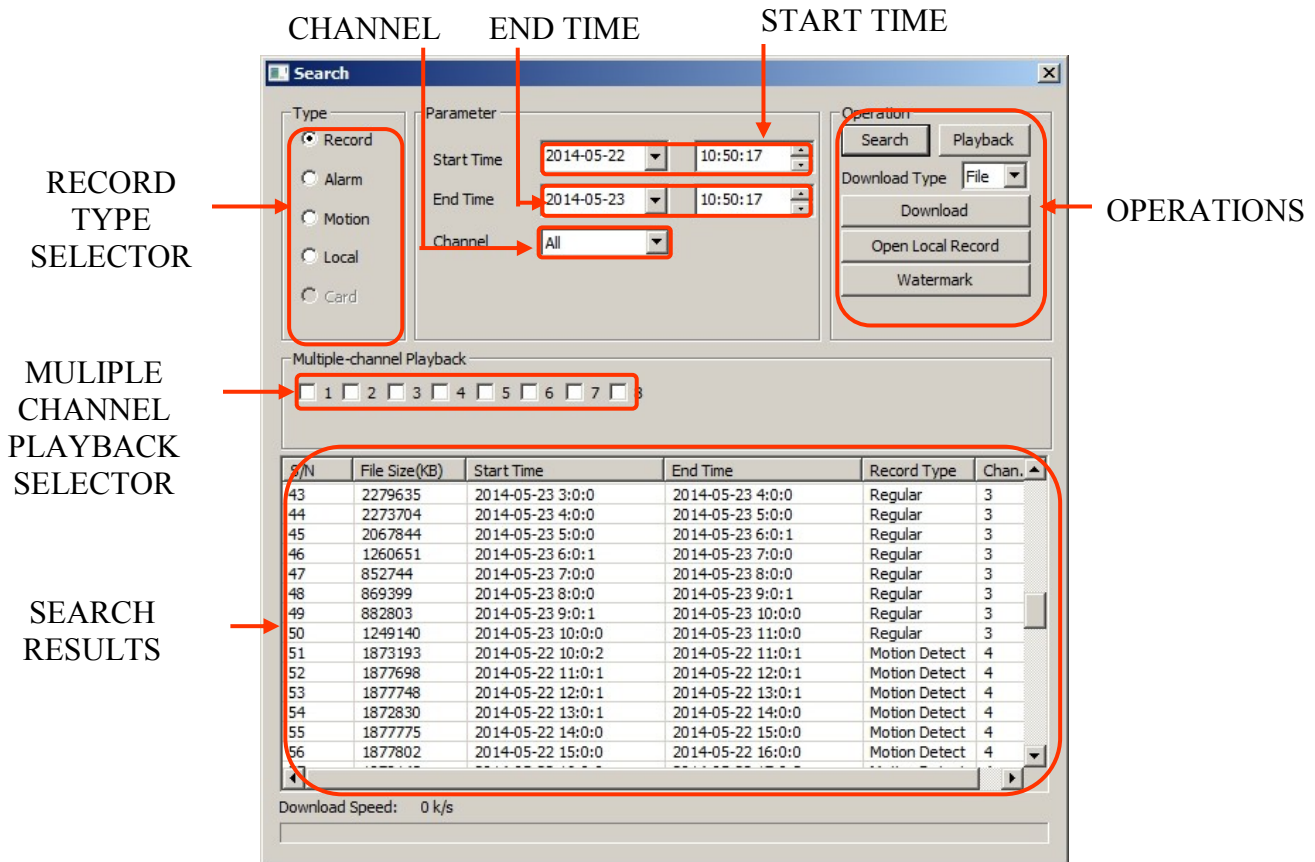 CHANNEL END TIME START TIME
Search
Type
Record
Alarm
Motion
Local
Card
Parameter
Start Time 2014-05-22 10:50:17
End Time 2014-05-23 10:50:17
Channel All
Operation
Search Playback
Download Type File
Download
Open Local Record
Watermark
RECORD
TYPE
SELECTOR
OPERATIONS
Multiple-channel Playback
1 2 3 4 5 6 7 8
MULIPLE
CHANNEL
PLAYBACK
SELECTOR
S/N File Size(KB) Start Time End Time Record Type Chan.
43 2279635 2014-05-23 3:0:0 2014-05-23 4:0:0 Regular 3
44 2273704 2014-05-23 4:0:0 2014-05-23 5:0:0 Regular 3
45 2067844 2014-05-23 5:0:0 2014-05-23 6:0:1 Regular 3
46 1260651 2014-05-23 6:0:1 2014-05-23 7:0:0 Regular 3
47 852744 2014-05-23 7:0:0 2014-05-23 8:0:0 Regular 3
48 869399 2014-05-23 8:0:0 2014-05-23 9:0:1 Regular 3
49 882803 2014-05-23 9:0:1 2014-05-23 10:0:0 Regular 3
50 1249140 2014-05-23 10:0:0 2014-05-23 11:0:0 Regular 3
51 1873193 2014-05-22 10:0:2 2014-05-22 11:0:1 Motion Detect 4
52 1877698 2014-05-22 11:0:1 2014-05-22 12:0:1 Motion Detect 4
53 1877748 2014-05-22 12:0:1 2014-05-22 13:0:1 Motion Detect 4
54 1872830 2014-05-22 13:0:1 2014-05-22 14:0:0 Motion Detect 4
55 1877775 2014-05-22 14:0:0 2014-05-22 15:0:0 Motion Detect 4
56 1877802 2014-05-22 15:0:0 2014-05-22 16:0:0 Motion Detect 4
SEARCH
RESULTS
Download Speed: 0 k/s